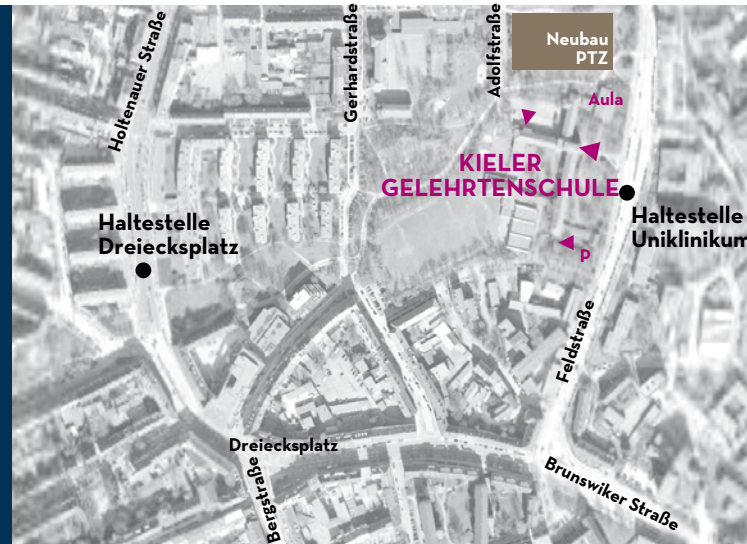 Holtenauer Straße
Gerhardstraße
Adolfstraße
Neubau
PTZ
Aula
KIELER
GELEHRTENSCHULE
Haltestelle
Dreiecksplatz
Haltestelle
Uniklinikum
P
Feldstraße
Dreiecksplatz
Bergstraße
Brunswiker Straße